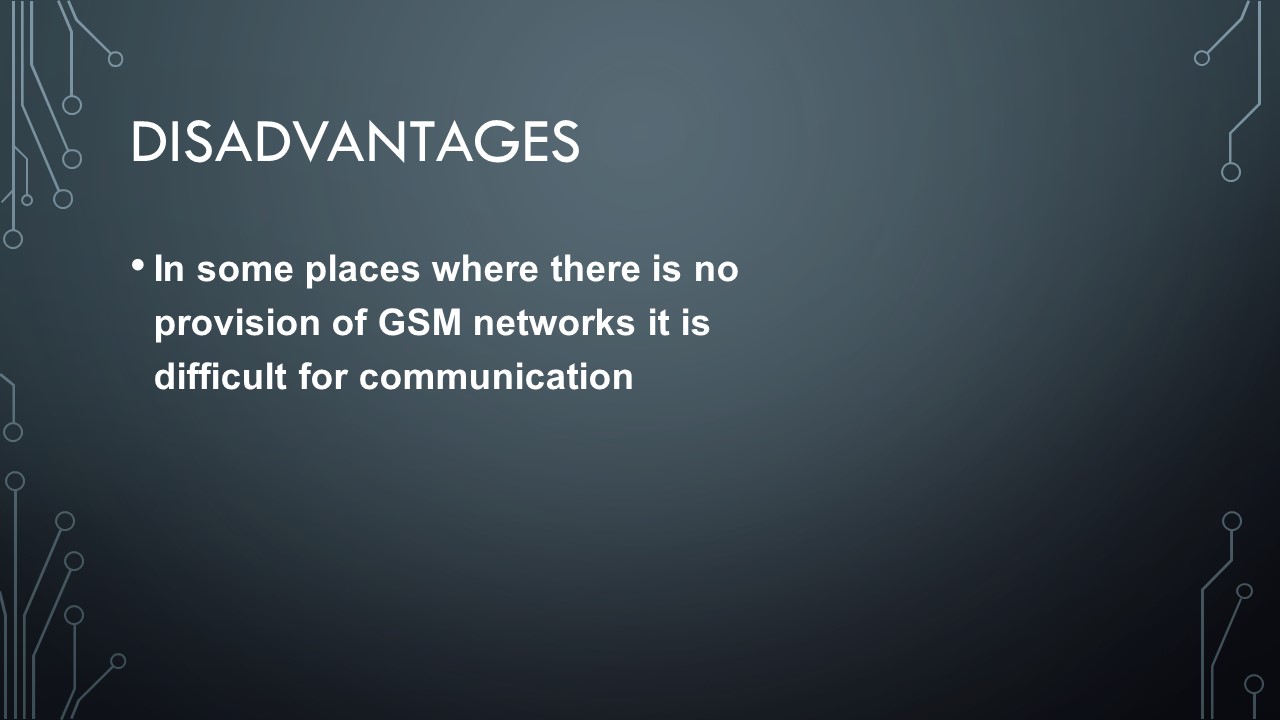 DISADVANTAGES
• In some places where there is no
provision of GSM networks it is
difficult for communication